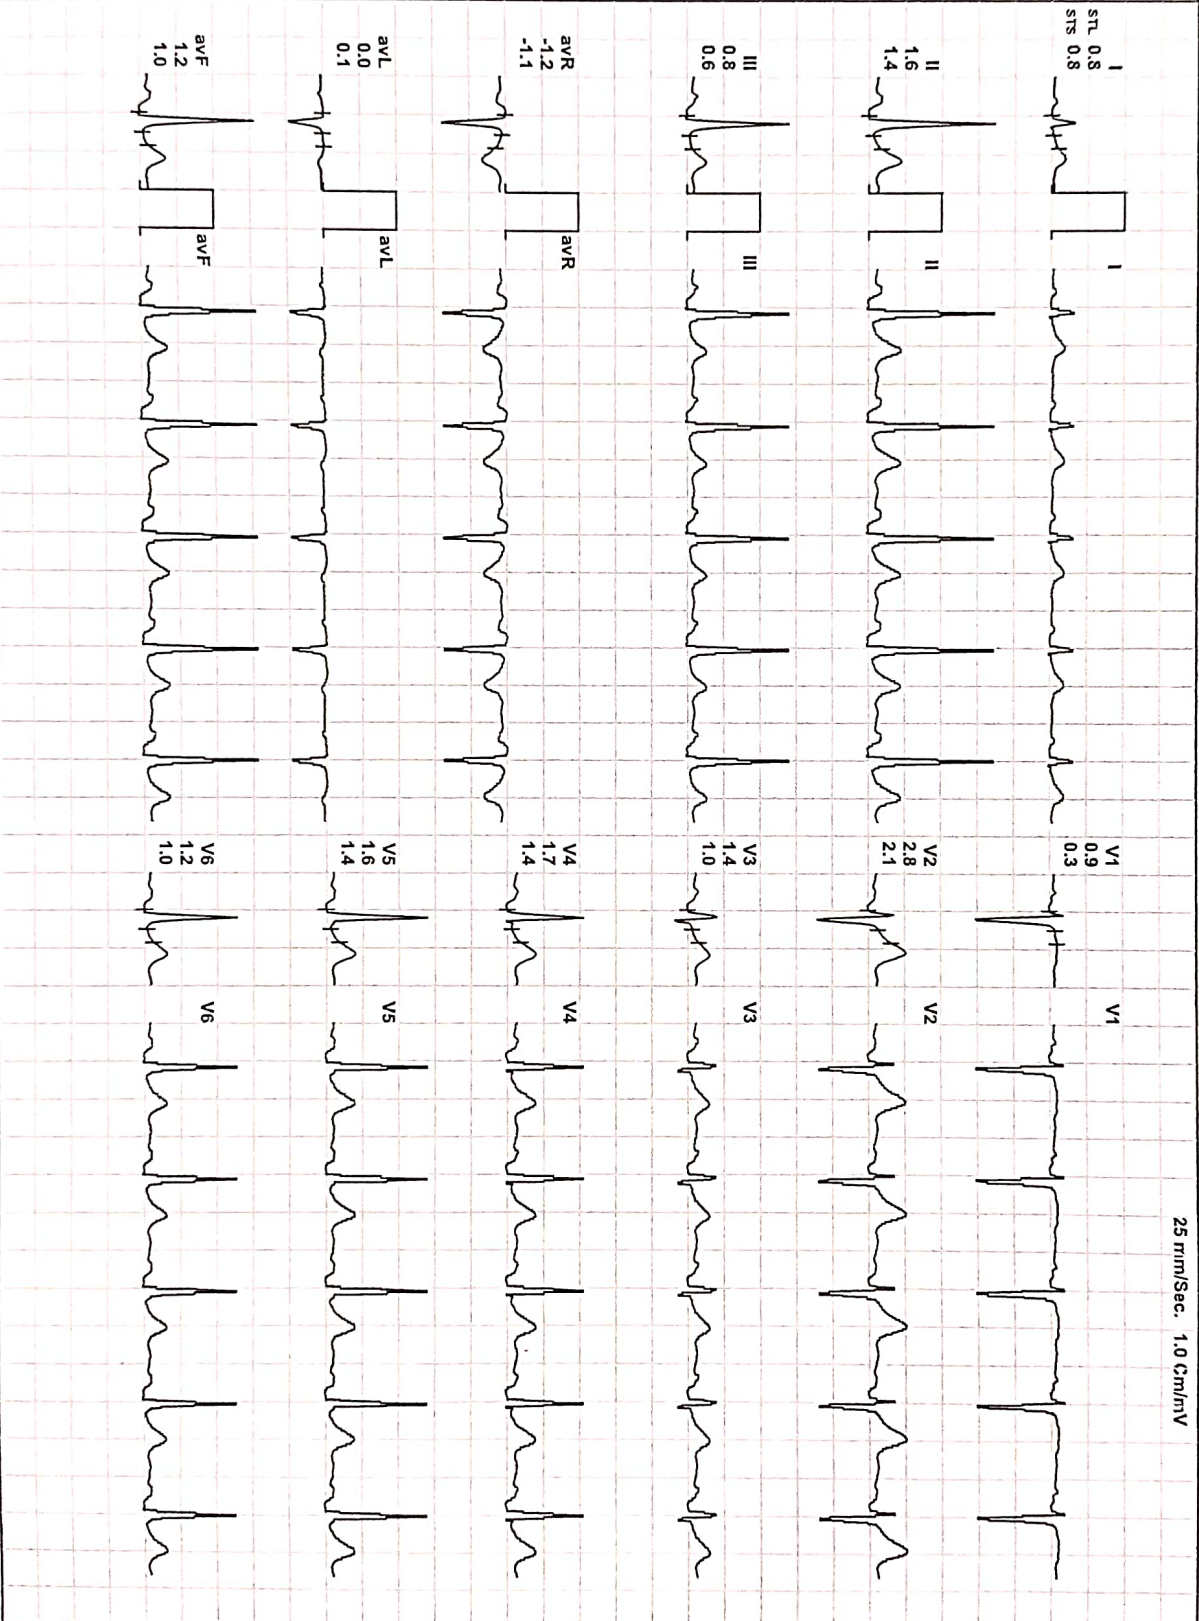 25 mm/Sec. 1.0 Cm/mV
I
STL 0.8
STS 0.8
I
V1
0.9
0.3
V1
II
1.6
1.4
II
V2
2.8
2.1
V2
III
0.8
0.6
III
V3
1.4
1.0
V3
avR
-1.2
-1.1
avR
V4
1.7
1.4
V4
avL
0.0
0.1
avL
V5
1.6
1.4
V5
avF
1.2
1.0
avF
V6
1.2
1.0
V6